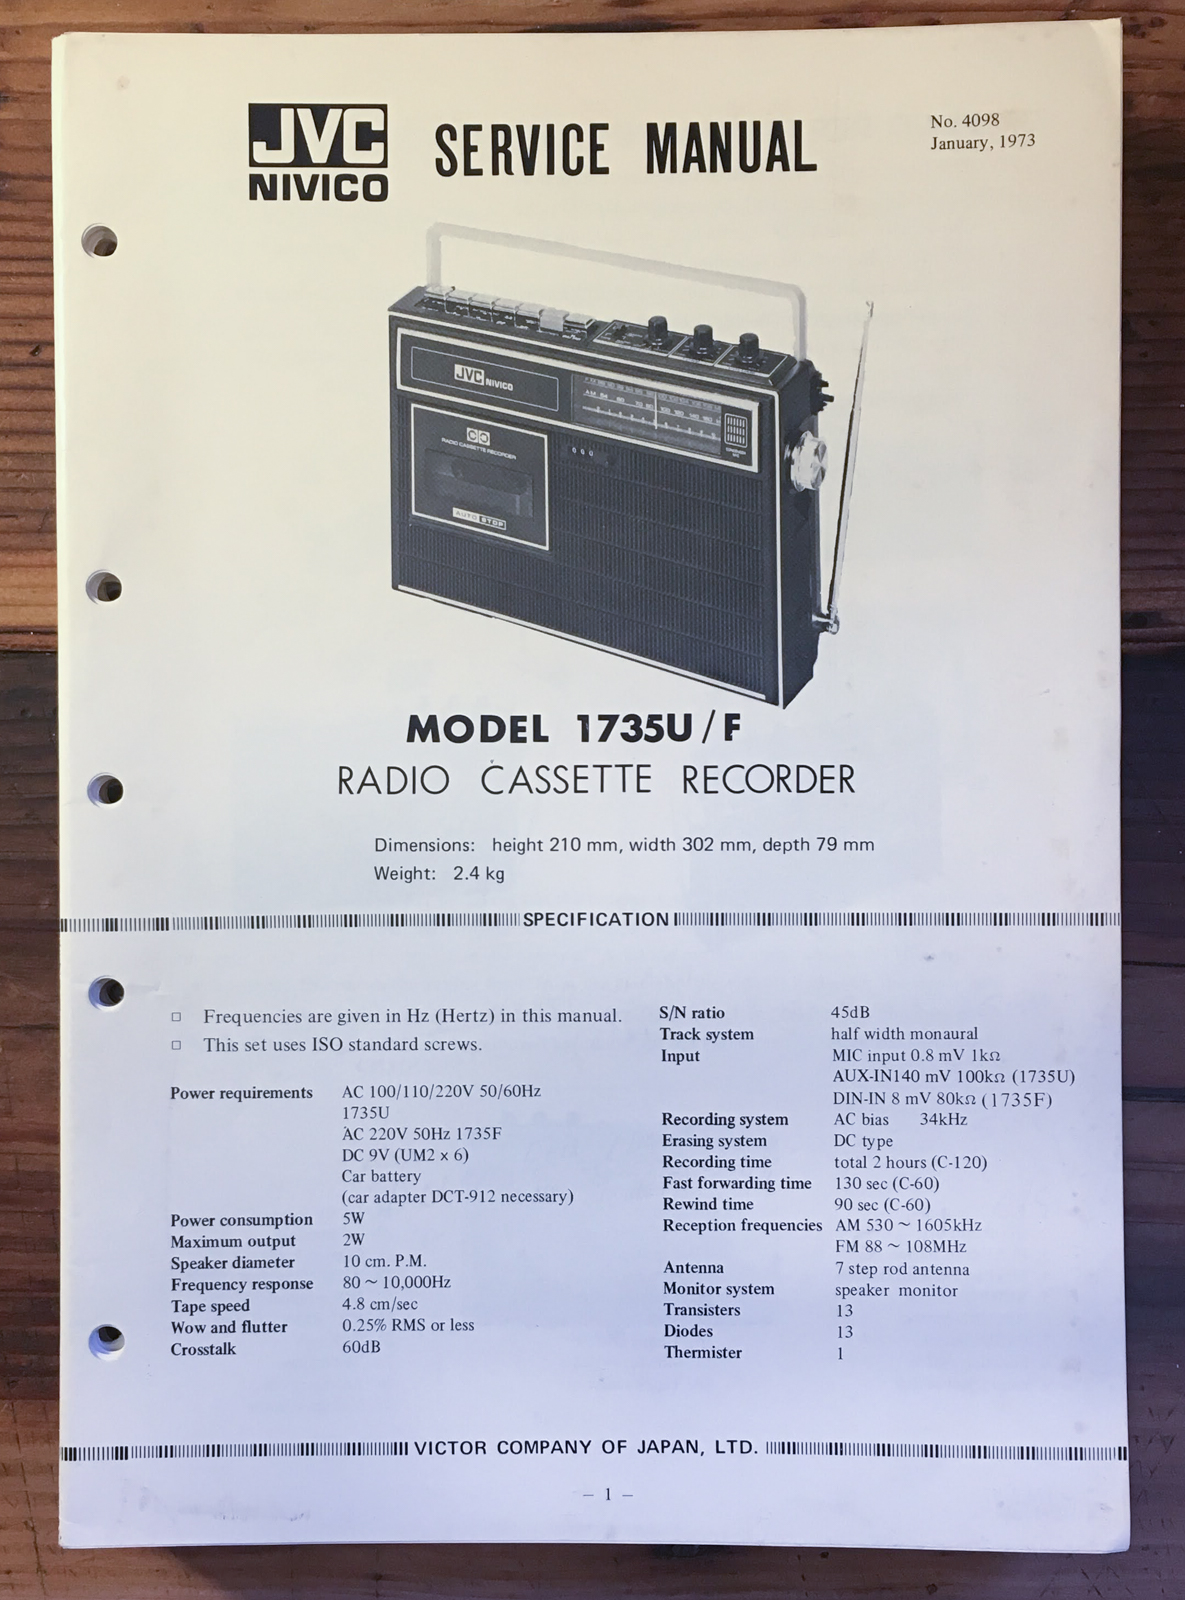 JVC
NIVICO
SERVICE MANUAL
No. 4098
January, 1973
JVC NIVICO
RADIO CASSETTE RECORDER
AUTO STOP
MODEL 1735U/F
RADIO CASSETTE RECORDER
Dimensions: height 210 mm, width 302 mm, depth 79 mm
Weight: 2.4 kg
SPECIFICATION
□ Frequencies are given in Hz (Hertz) in this manual.
□ This set uses ISO standard screws.
Power requirements AC 100/110/220V 50/60Hz
1735U
AC 220V 50Hz 1735F
DC 9V (UM2 x 6)
Car battery
(car adapter DCT-912 necessary)
Power consumption 5W
Maximum output 2W
Speaker diameter 10 cm. P.M.
Frequency response 80 ~ 10,000Hz
Tape speed 4.8 cm/sec
Wow and flutter 0.25% RMS or less
Crosstalk 60dB
S/N ratio 45dB
Track system half width monaural
Input MIC input 0.8 mV 1kΩ
AUX-IN140 mV 100kΩ (1735U)
DIN-IN 8 mV 80kΩ (1735F)
Recording system AC bias 34kHz
Erasing system DC type
Recording time total 2 hours (C-120)
Fast forwarding time 130 sec (C-60)
Rewind time 90 sec (C-60)
Reception frequencies AM 530 ~ 1605kHz
FM 88 ~ 108MHz
Antenna 7 step rod antenna
Monitor system speaker monitor
Transisters 13
Diodes 13
Thermister 1
VICTOR COMPANY OF JAPAN, LTD.
– 1 –